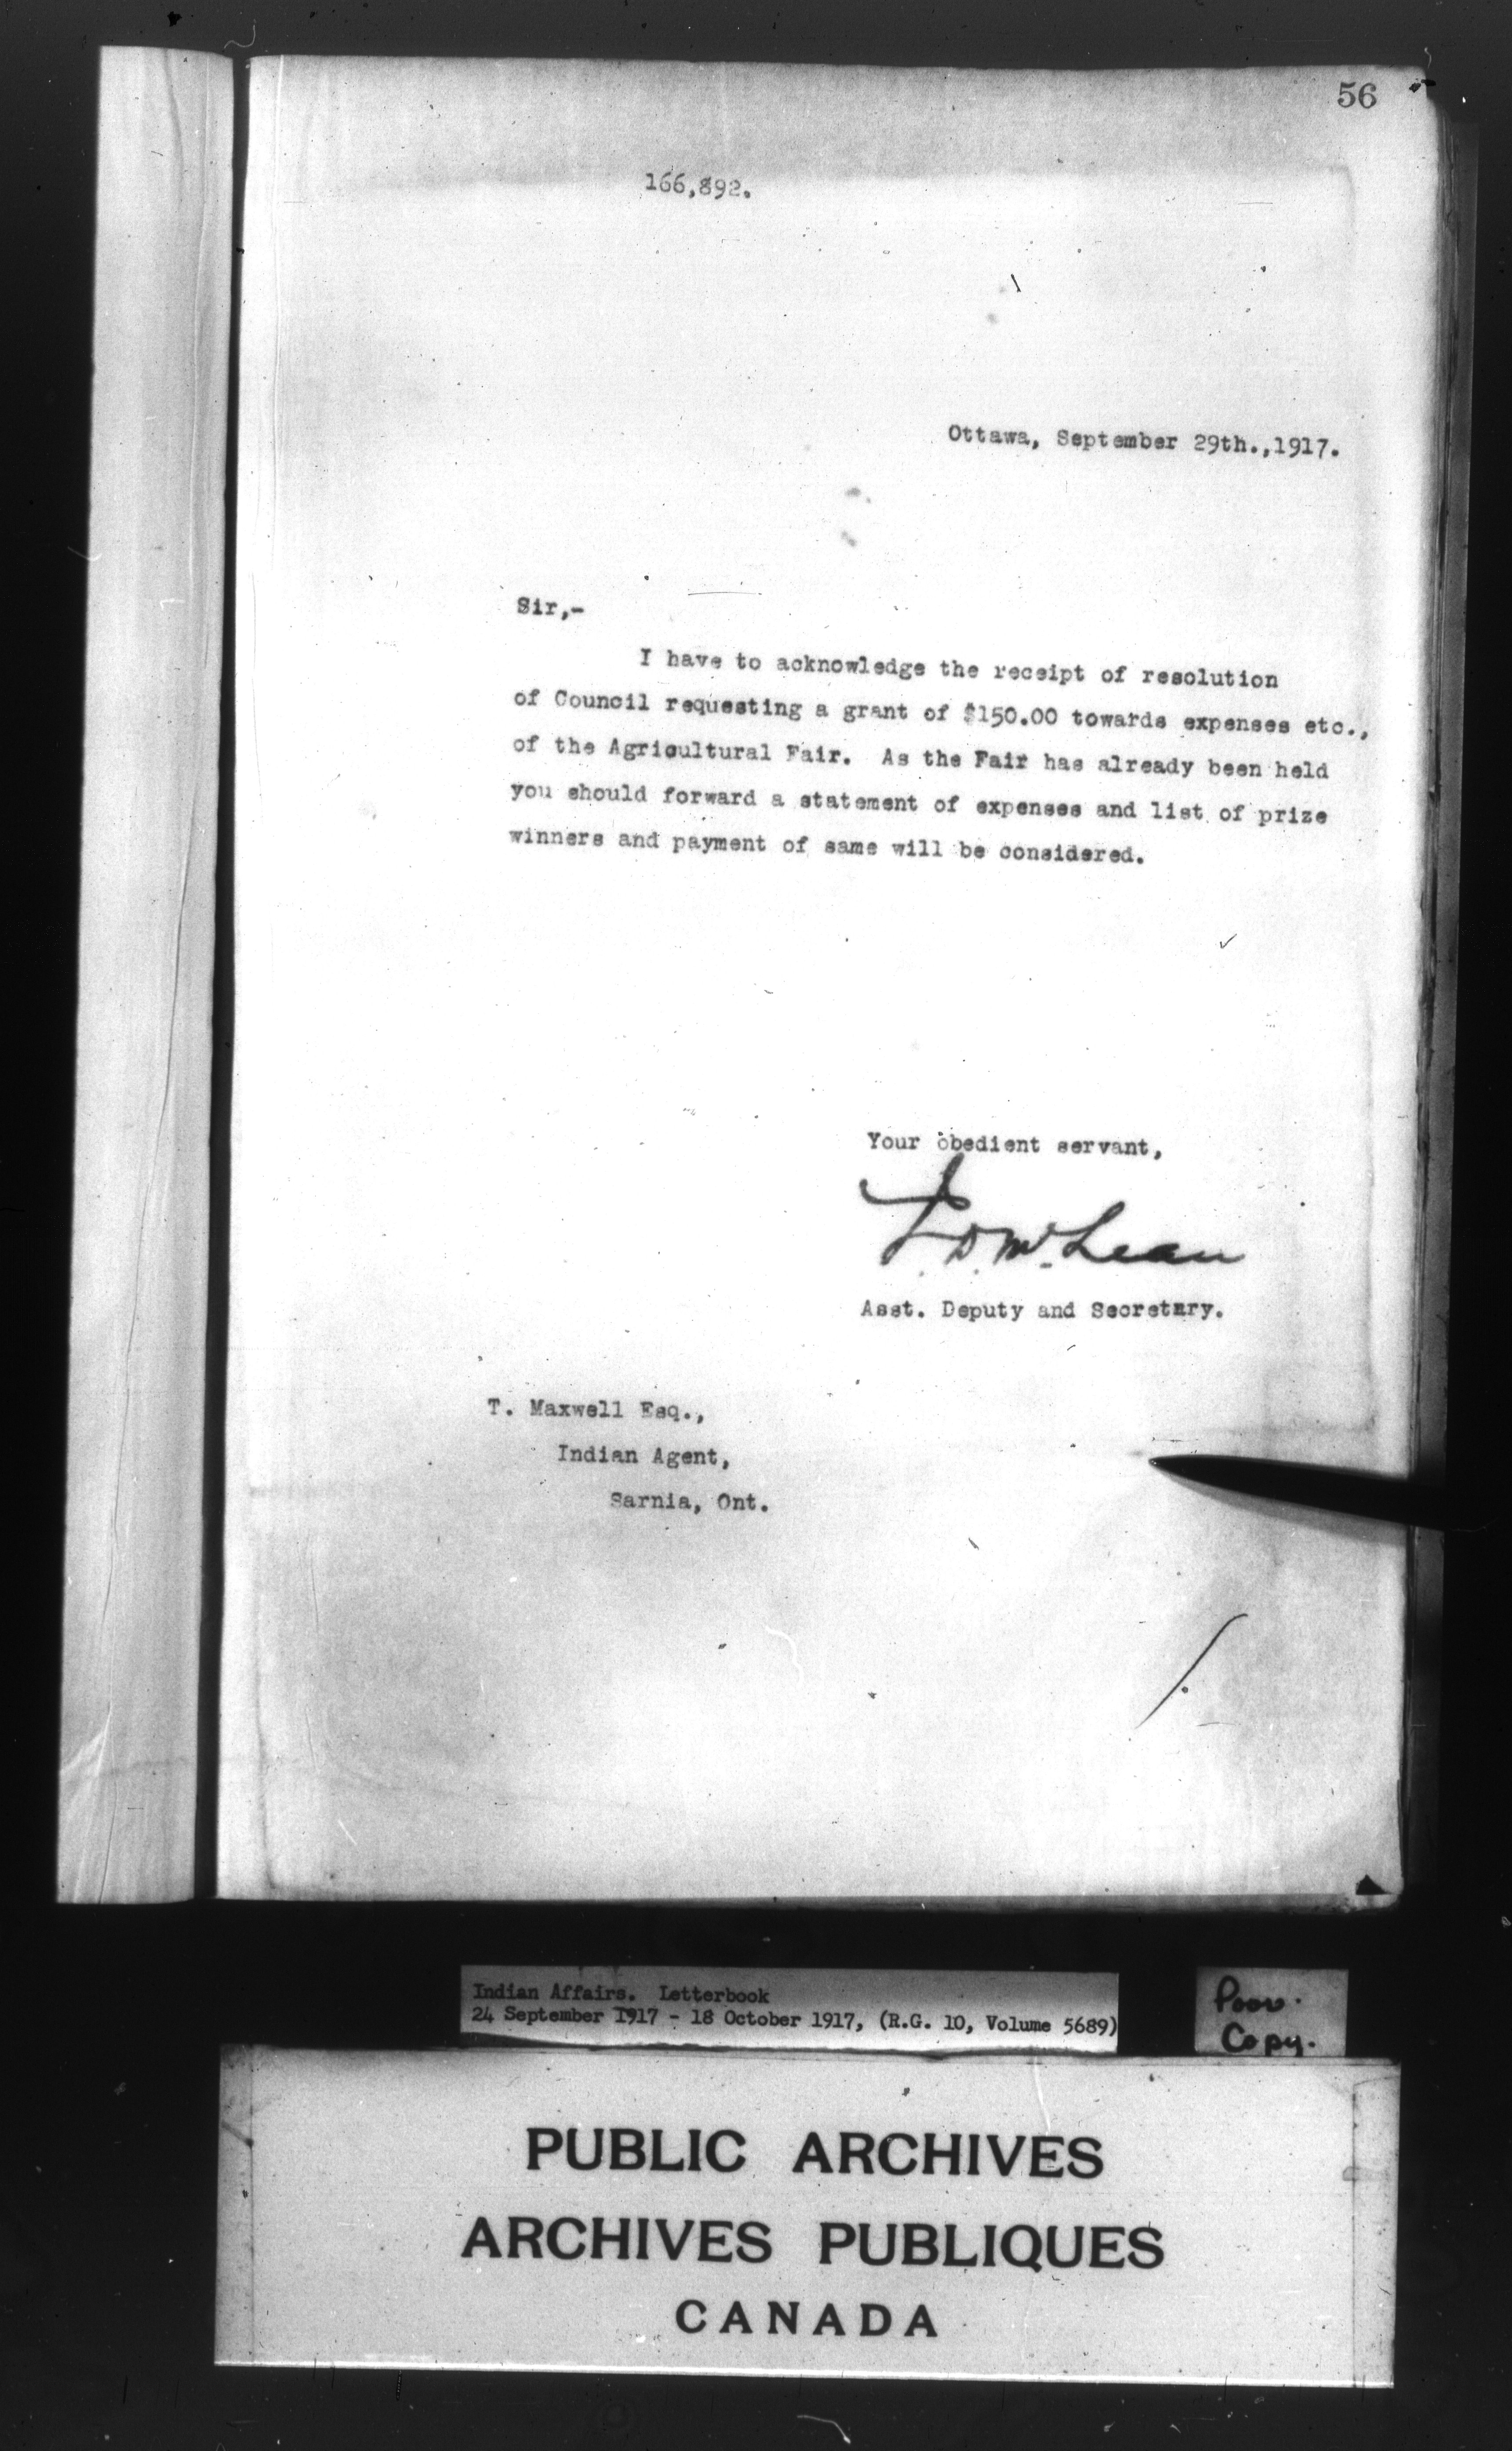 56
166,892.
Ottawa, September 29th.,1917.
Sir,-
I have to acknowledge the receipt of resolution
of Council requesting a grant of $150.00 towards expenses etc.,
of the Agricultural Fair. As the Fair has already been held
you should forward a statement of expenses and list of prize
winners and payment of same will be considered.
Your obedient servant,
J. D. McLean
Asst. Deputy and Secretary.
T. Maxwell Esq.,
Indian Agent,
Sarnia, Ont.
Indian Affairs. Letterbook
24 September 1917 - 18 October 1917, (R.G. 10, Volume 5689)
Poor.
Copy.
PUBLIC ARCHIVES
ARCHIVES PUBLIQUES
CANADA